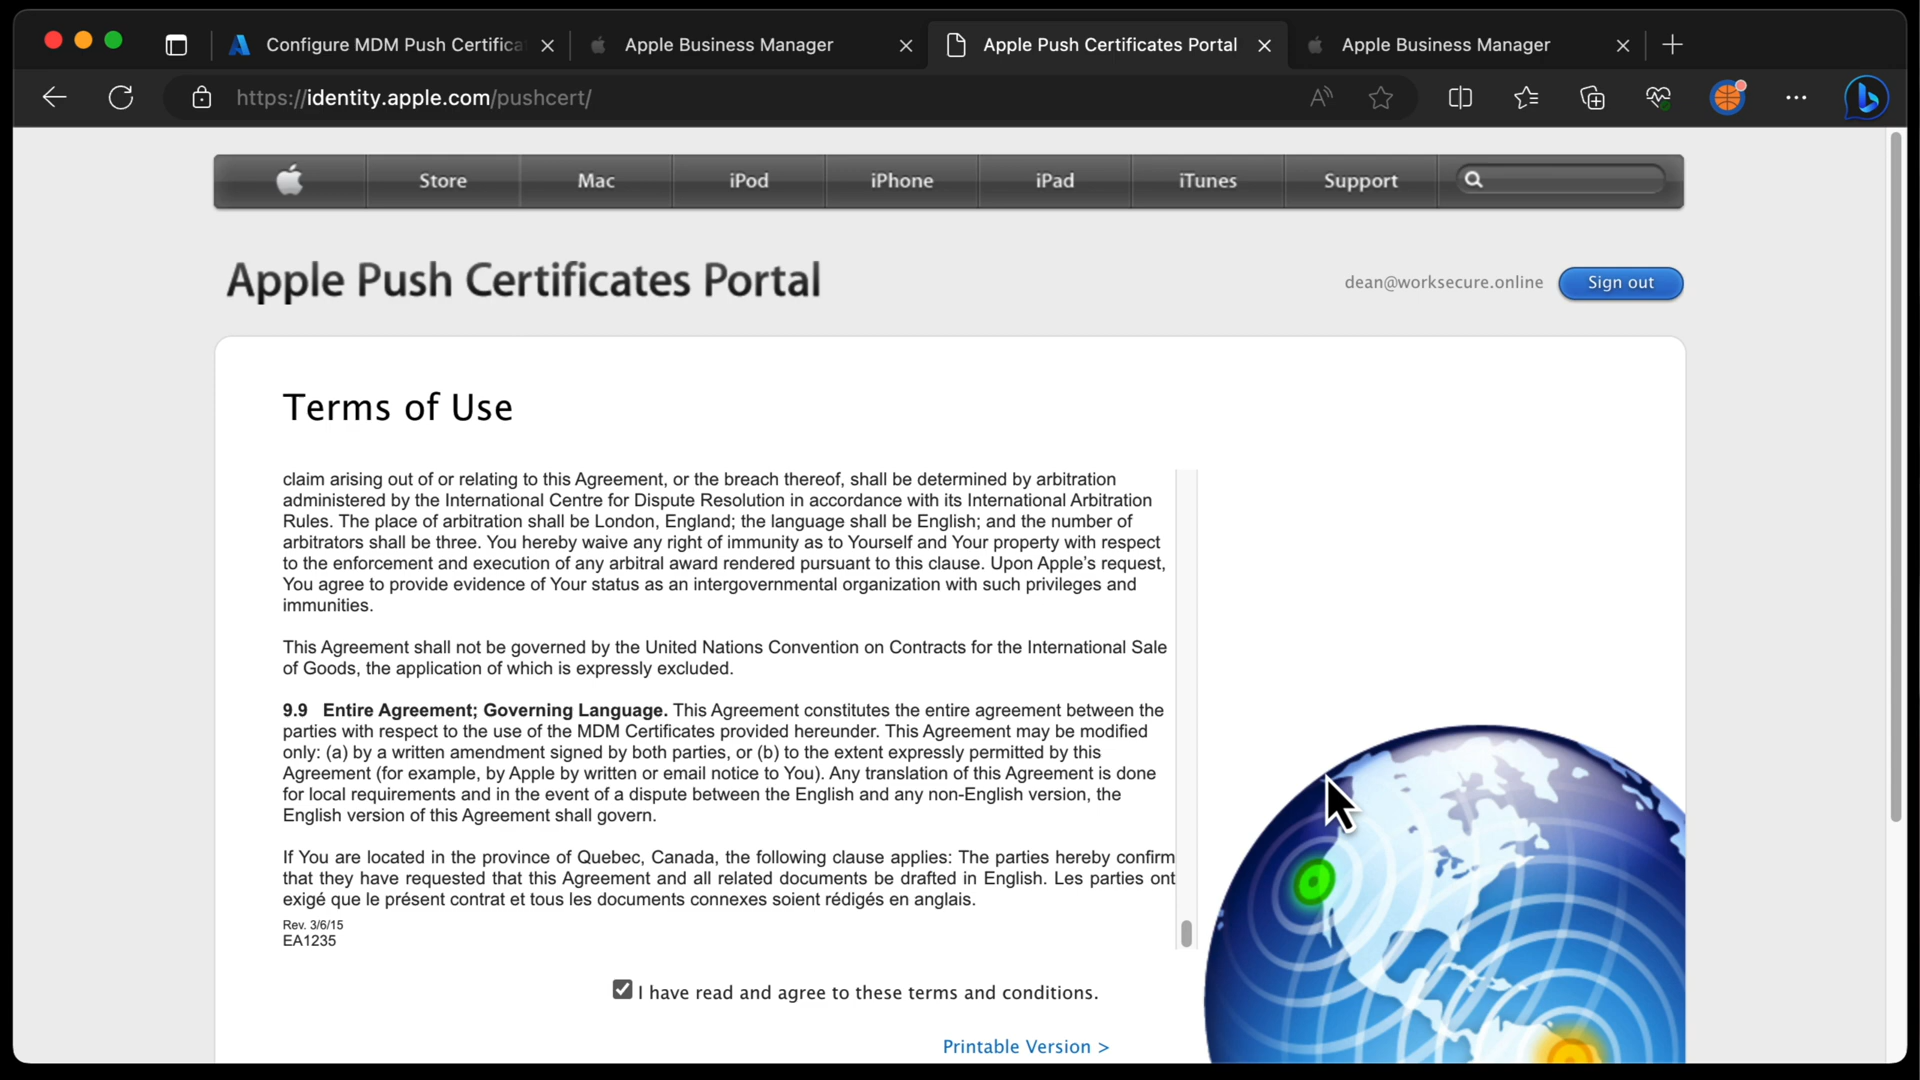 Configure MDM Push Certifica
Apple Business Manager
Apple Push Certificates Portal
Apple Business Manager
https://identity.apple.com/pushcert/
Store
Mac
iPod
iPhone
iPad
iTunes
Support
Apple Push Certificates Portal
dean@worksecure.online
Sign out
Terms of Use
claim arising out of or relating to this Agreement, or the breach thereof, shall be determined by arbitration
administered by the International Centre for Dispute Resolution in accordance with its International Arbitration
Rules. The place of arbitration shall be London, England; the language shall be English; and the number of
arbitrators shall be three. You hereby waive any right of immunity as to Yourself and Your property with respect
to the enforcement and execution of any arbitral award rendered pursuant to this clause. Upon Apple's request,
You agree to provide evidence of Your status as an intergovernmental organization with such privileges and
immunities.
This Agreement shall not be governed by the United Nations Convention on Contracts for the International Sale
of Goods, the application of which is expressly excluded.
9.9 Entire Agreement; Governing Language. This Agreement constitutes the entire agreement between the
parties with respect to the use of the MDM Certificates provided hereunder. This Agreement may be modified
only: (a) by a written amendment signed by both parties, or (b) to the extent expressly permitted by this
Agreement (for example, by Apple by written or email notice to You). Any translation of this Agreement is done
for local requirements and in the event of a dispute between the English and any non-English version, the
English version of this Agreement shall govern.
If You are located in the province of Quebec, Canada, the following clause applies: The parties hereby confirm
that they have requested that this Agreement and all related documents be drafted in English. Les parties ont
exigé que le présent contrat et tous les documents connexes soient rédigés en anglais.
Rev. 3/6/15
EA1235
I have read and agree to these terms and conditions.
Printable Version >